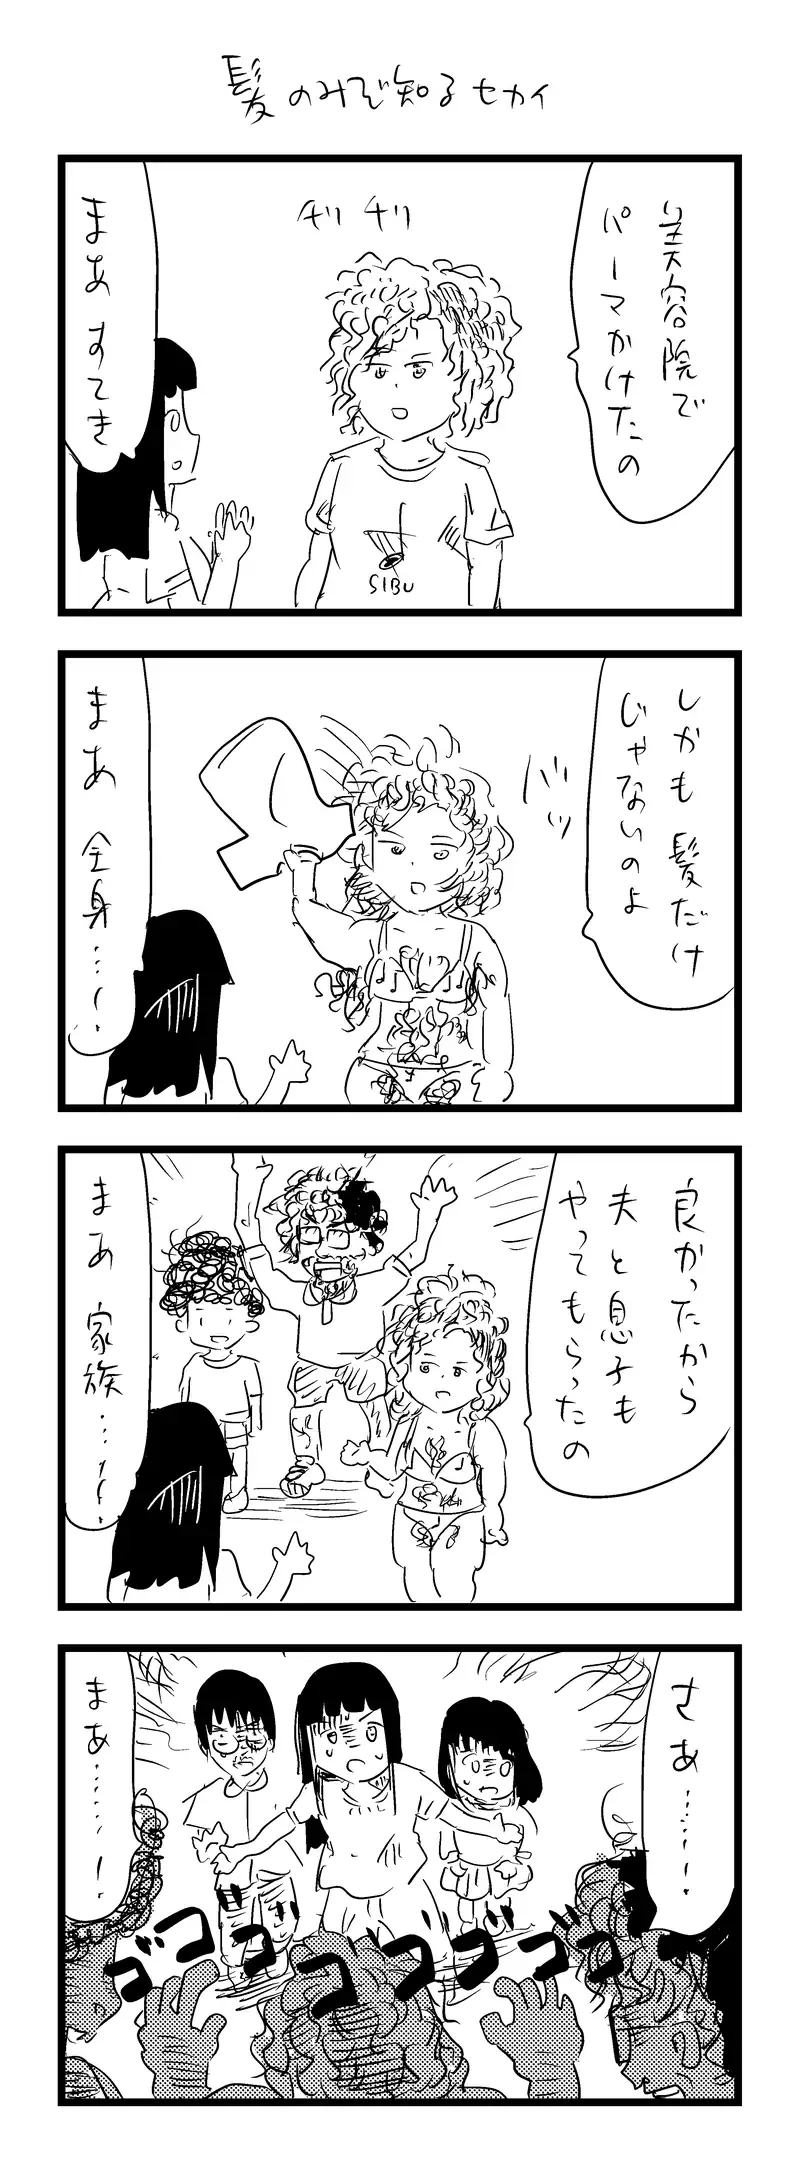 髪のみぞ知るセカイ
美容院で
パーマかけたの
チリチリ
まあ すてき
SIBU
しかも 髪だけ
じゃないのよ
バッ
まあ 全身…!
良かったから
夫と息子も
やってもらったの
まあ 家族…!
さあ……!
まあ……!
ゴゴゴゴゴゴゴゴ